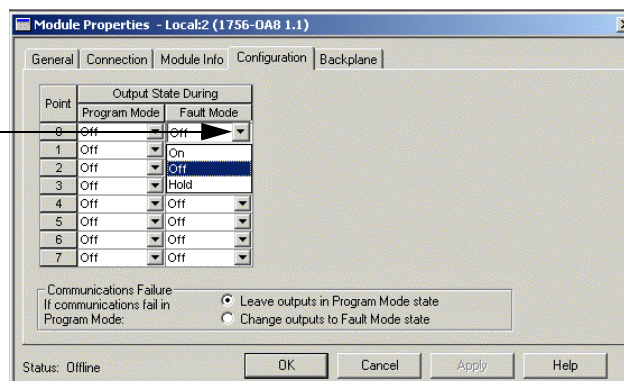 Module Properties - Local:2 (1756-OA8 1.1)
General Connection Module Info Configuration Backplane
Point Output State During
Program Mode Fault Mode
0 Off Off
1 Off On
2 Off Off
3 Off Hold
4 Off Off
5 Off Off
6 Off Off
7 Off Off
Communications Failure
If communications fail in
Program Mode:
Leave outputs in Program Mode state
Change outputs to Fault Mode state
Status: Offline OK Cancel Apply Help